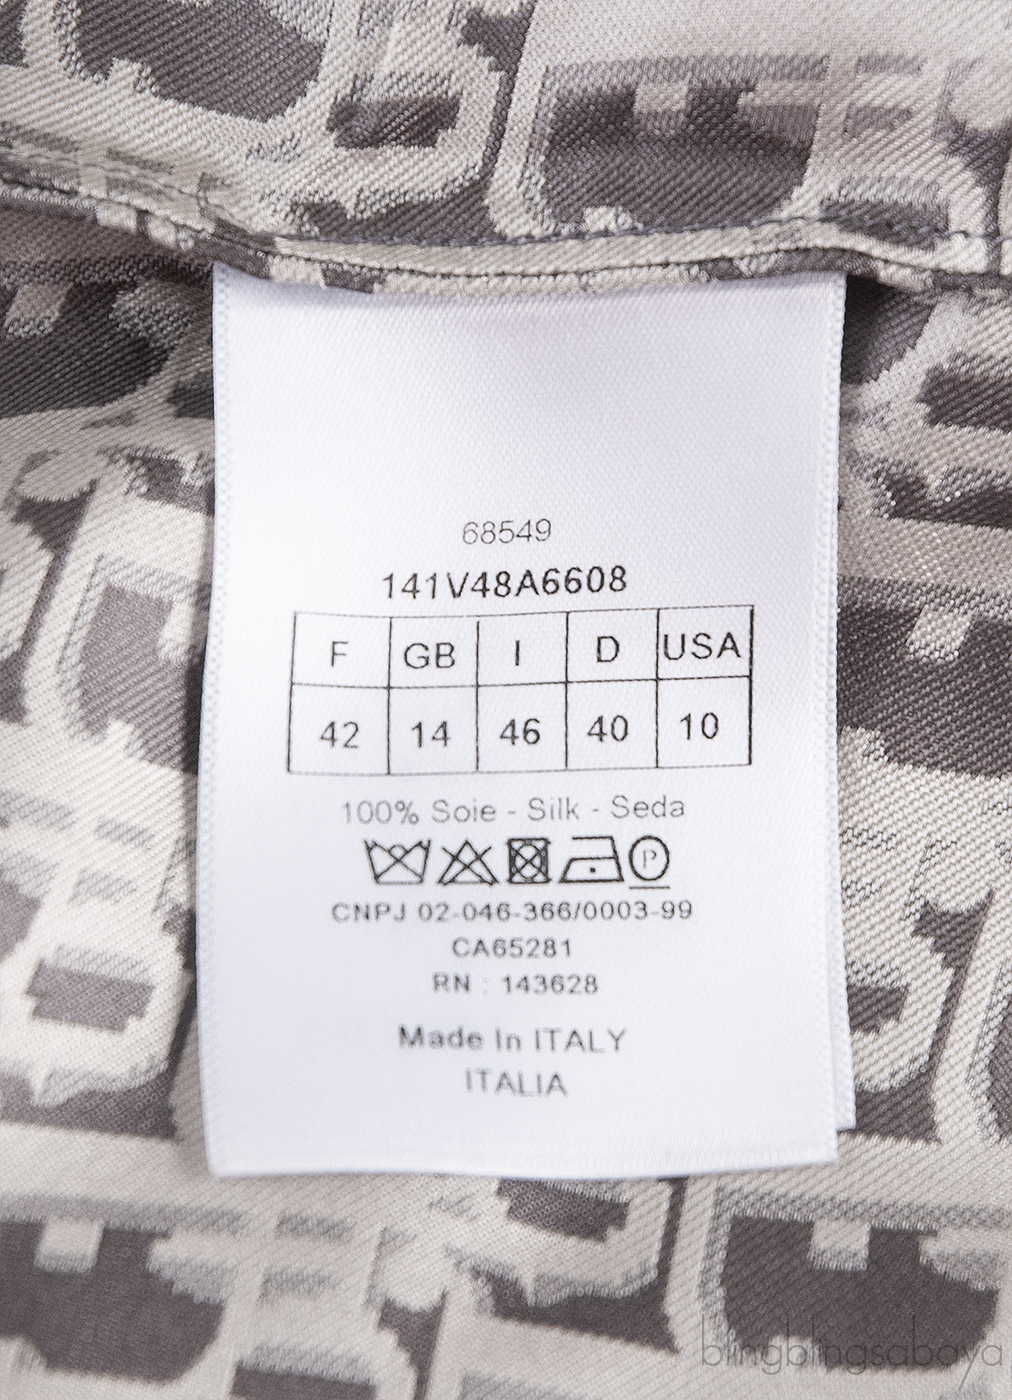 68549
141V48A6608
F GB I D USA
42 14 46 40 10
100% Soie - Silk - Seda
P
CNPJ 02-046-366/0003-99
CA65281
RN : 143628
Made In ITALY
ITALIA
blingblingsabaya